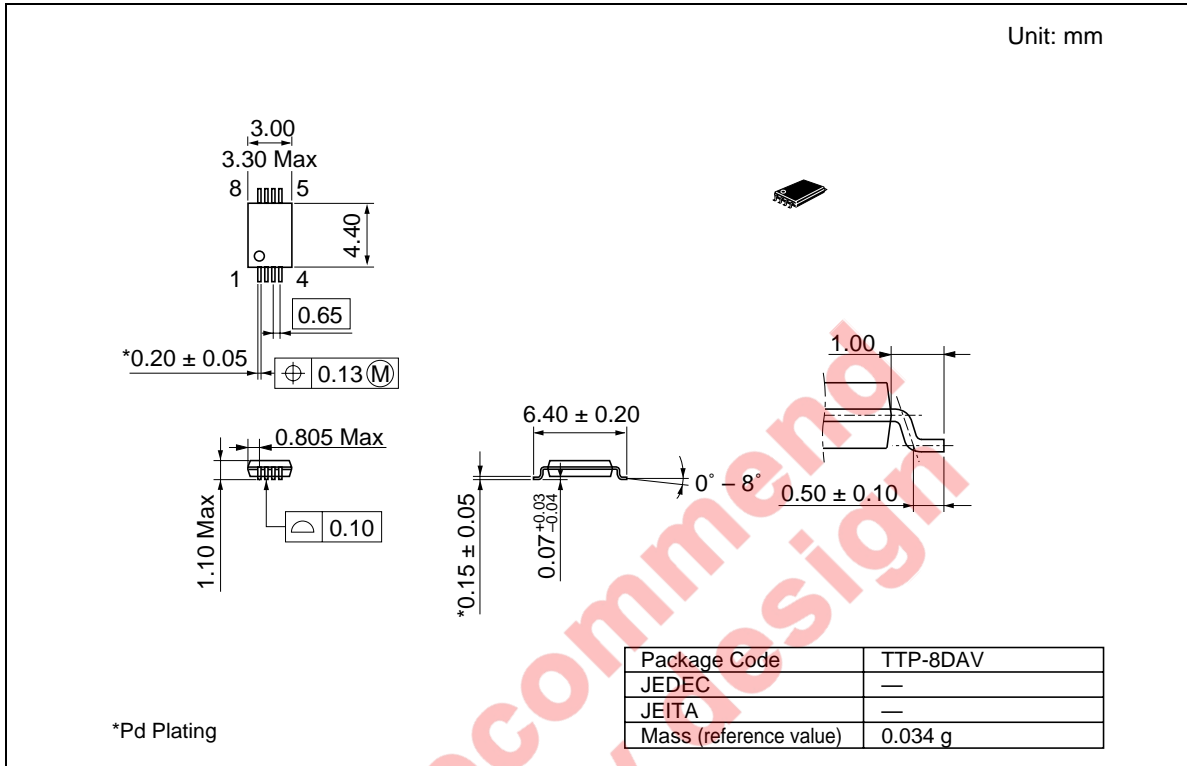 Unit: mm
3.00
3.30 Max
8 5
4.40
1 4
0.65
*0.20 ± 0.05
⌖ 0.13 Ⓜ
1.00
0.805 Max
6.40 ± 0.20
0° – 8°
0.50 ± 0.10
1.10 Max
⌓ 0.10
*0.15 ± 0.05
0.07 +0.03 −0.04
Package Code TTP-8DAV
JEDEC —
JEITA —
Mass (reference value) 0.034 g
*Pd Plating
ecommend
design